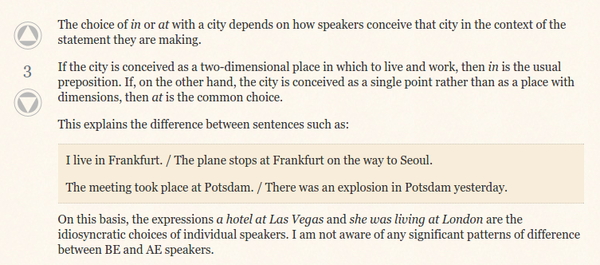 The choice of in or at with a city depends on how speakers conceive that city in the context of the
statement they are making.
3
If the city is conceived as a two-dimensional place in which to live and work, then in is the usual
preposition. If, on the other hand, the city is conceived as a single point rather than as a place with
dimensions, then at is the common choice.
This explains the difference between sentences such as:
I live in Frankfurt. / The plane stops at Frankfurt on the way to Seoul.
The meeting took place at Potsdam. / There was an explosion in Potsdam yesterday.
On this basis, the expressions a hotel at Las Vegas and she was living at London are the
idiosyncratic choices of individual speakers. I am not aware of any significant patterns of difference
between BE and AE speakers.